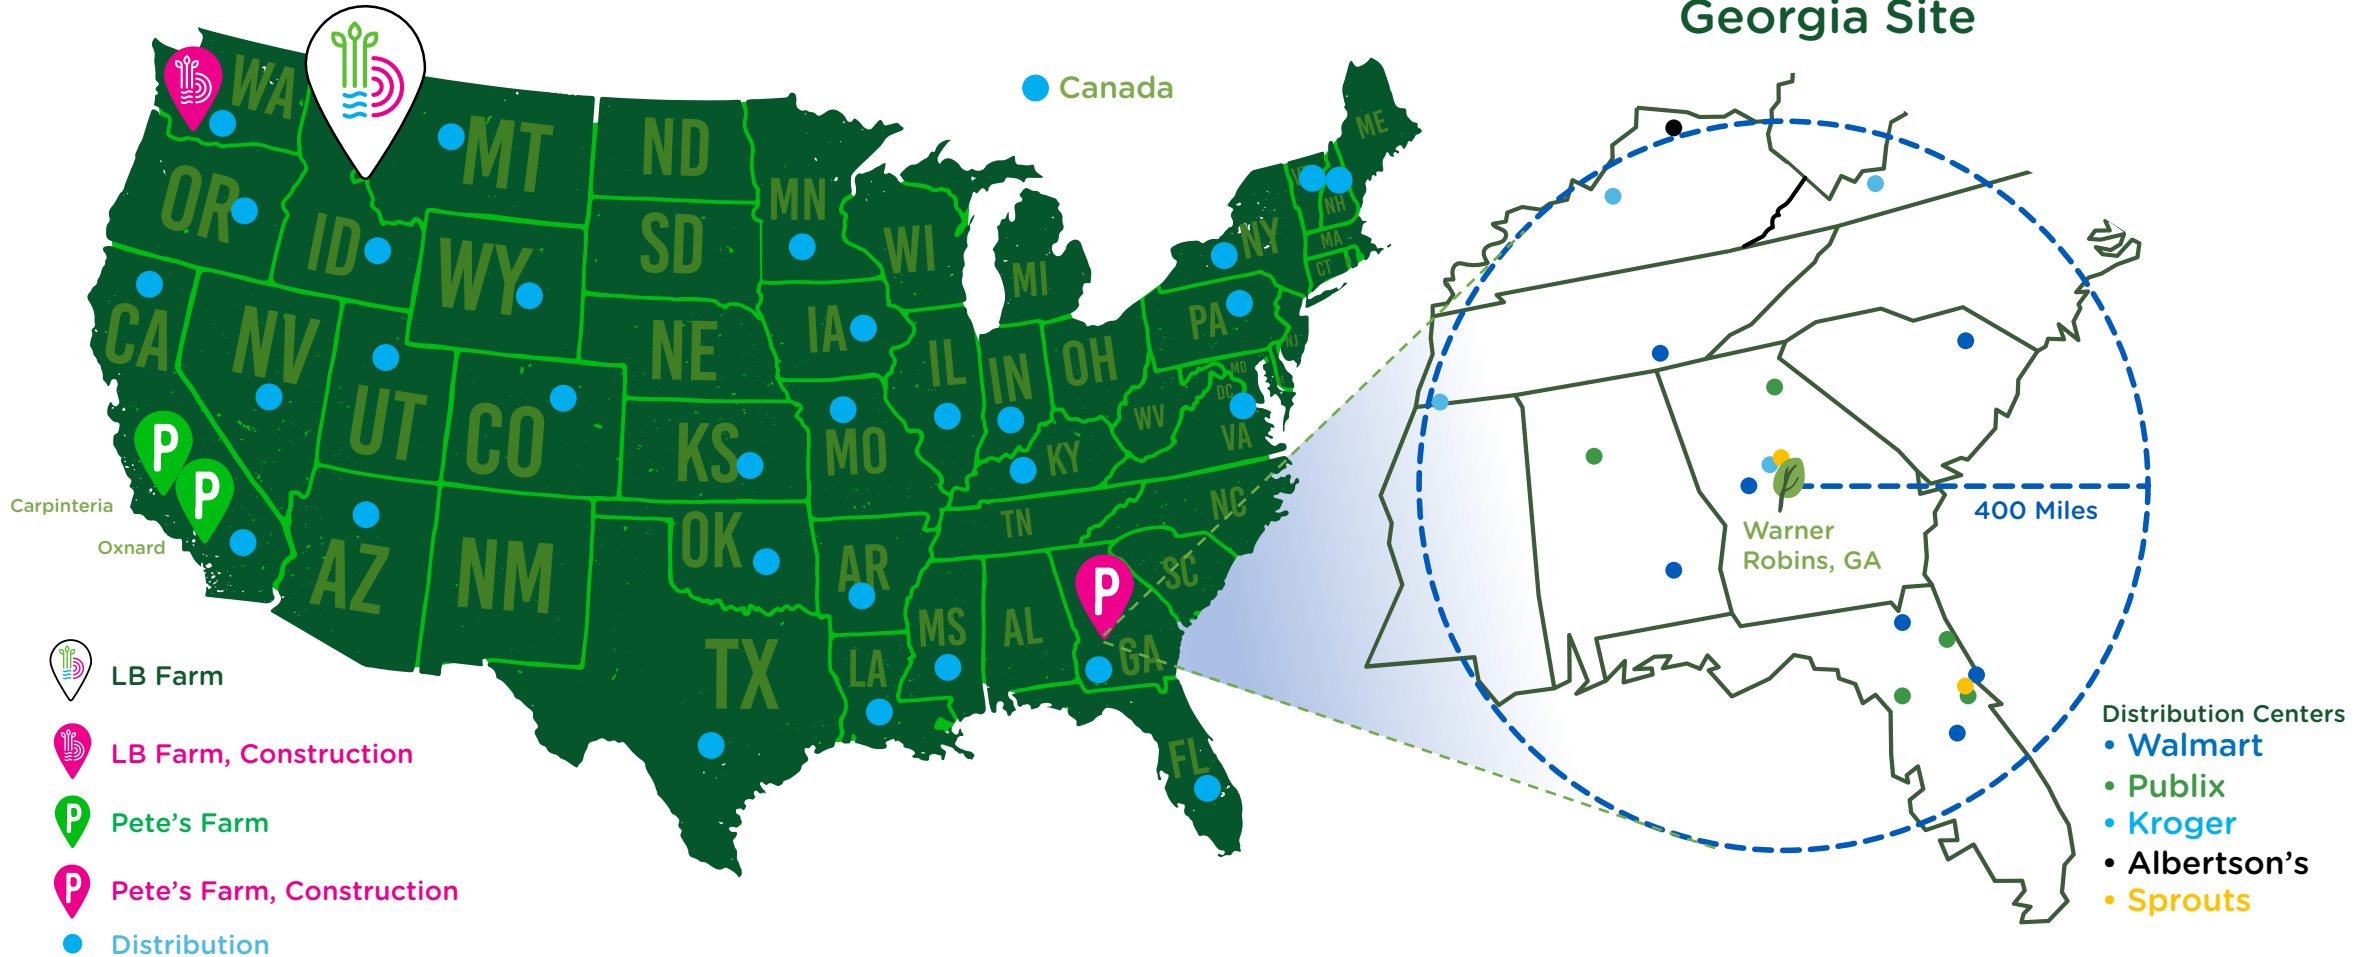 Georgia Site
Canada
WA
MT
ND
MN
ME
OR
ID
WY
SD
WI
MI
NY
VT
NH
MA
CT
CA
NV
UT
CO
NE
IA
IL
IN
OH
PA
NJ
MD
DC
KS
MO
KY
WV
VA
AZ
NM
OK
AR
TN
NC
SC
TX
LA
MS
AL
GA
FL
P
P
P
Carpinteria
Oxnard
LB Farm
LB Farm, Construction
P
Pete’s Farm
P
Pete’s Farm, Construction
Distribution
400 Miles
Warner
Robins, GA
Distribution Centers
• Walmart
• Publix
• Kroger
• Albertson’s
• Sprouts